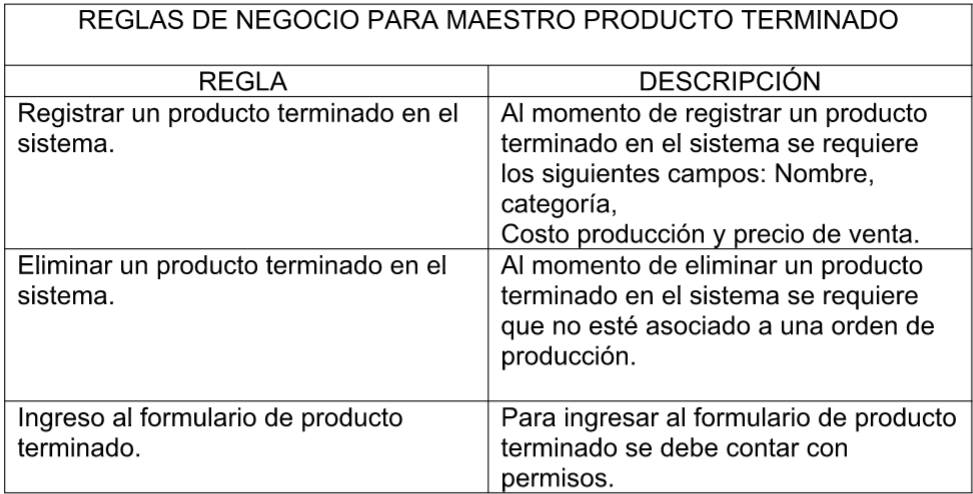 REGLAS DE NEGOCIO PARA MAESTRO PRODUCTO TERMINADO
REGLA
DESCRIPCIÓN
Registrar un producto terminado en el
sistema.
Al momento de registrar un producto
terminado en el sistema se requiere
los siguientes campos: Nombre,
categoría,
Costo producción y precio de venta.
Eliminar un producto terminado en el
sistema.
Al momento de eliminar un producto
terminado en el sistema se requiere
que no esté asociado a una orden de
producción.
Ingreso al formulario de producto
terminado.
Para ingresar al formulario de producto
terminado se debe contar con
permisos.